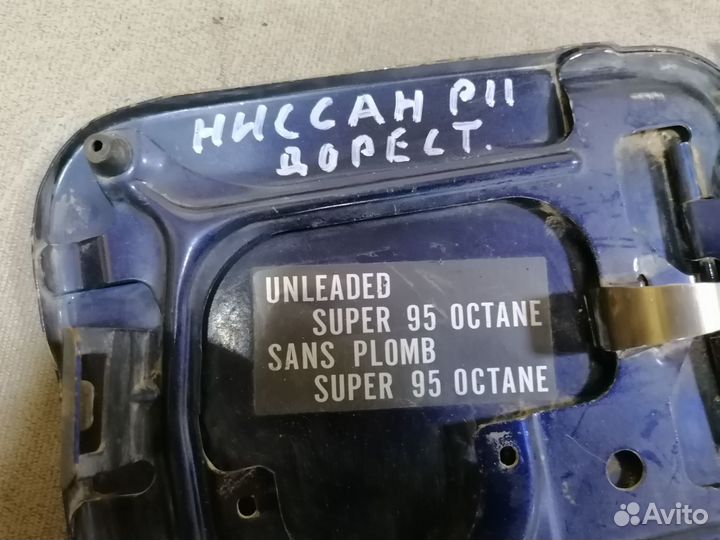 НИССАН P11
ДОРЕСТ.
UNLEADED
SUPER 95 OCTANE
SANS PLOMB
SUPER 95 OCTANE
Avito